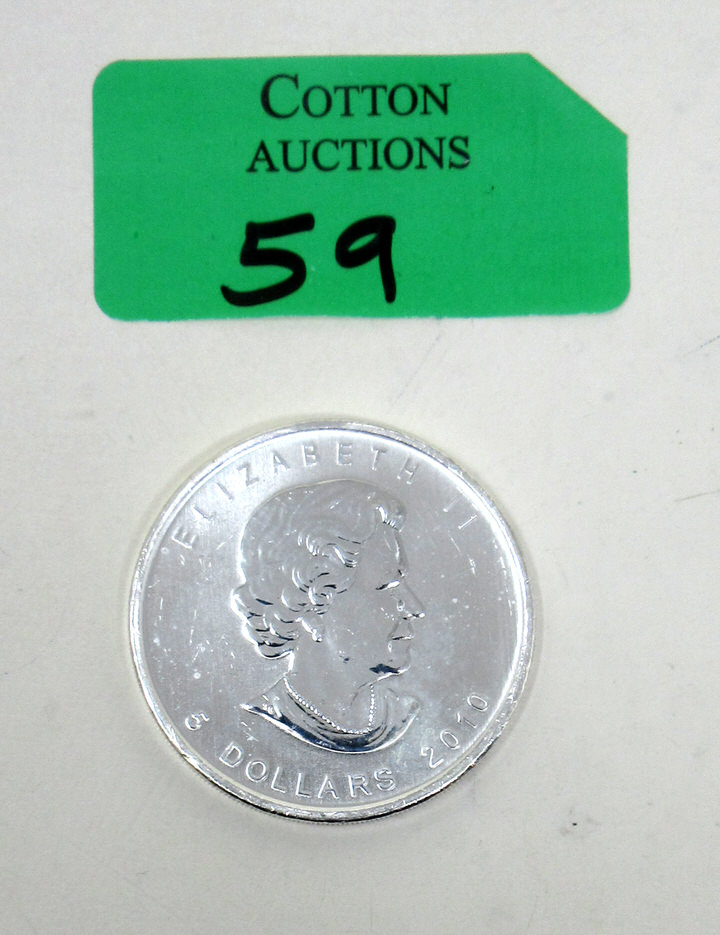 COTTON
AUCTIONS
59
ELIZABETH II
5 DOLLARS 2010